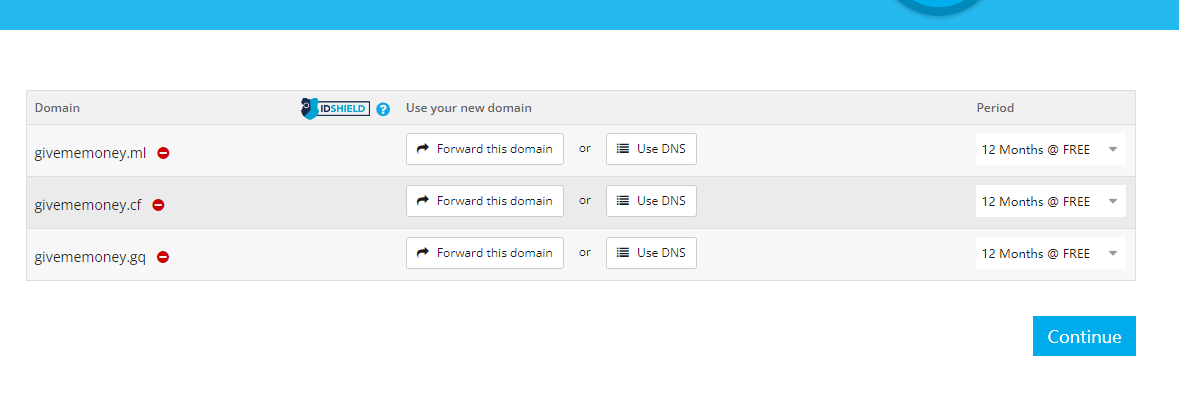 Domain IDSHIELD ? Use your new domain Period
givememoney.ml Forward this domain or Use DNS 12 Months @ FREE
givememoney.cf Forward this domain or Use DNS 12 Months @ FREE
givememoney.gq Forward this domain or Use DNS 12 Months @ FREE
Continue